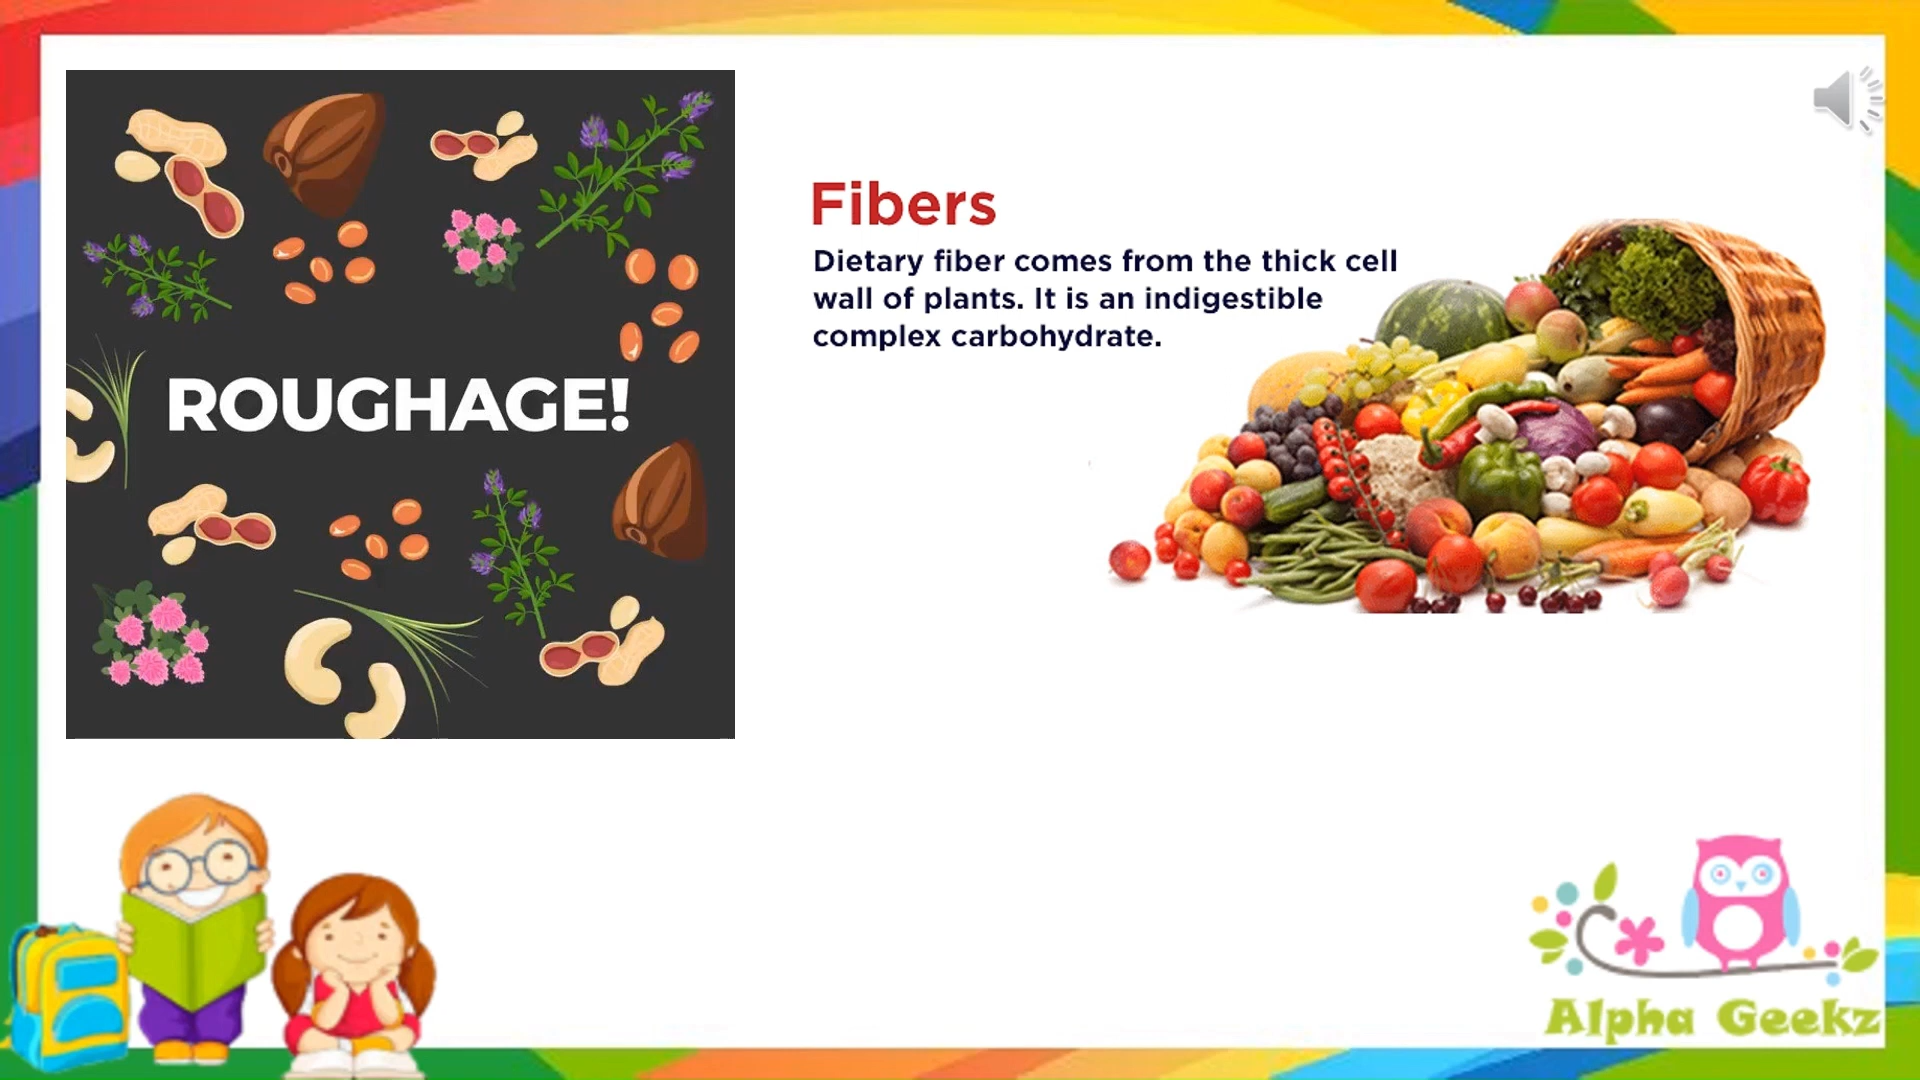 ROUGHAGE!
Fibers
Dietary fiber comes from the thick cell
wall of plants. It is an indigestible
complex carbohydrate.
Alpha Geekz